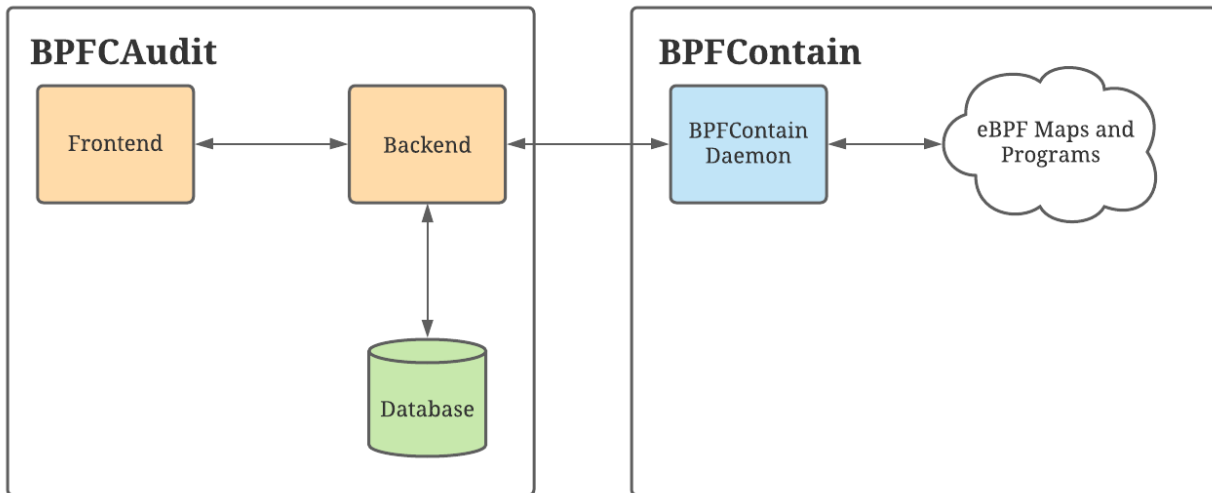 BPFCAudit
BPFContain
Frontend
Backend
BPFContain
Daemon
eBPF Maps and
Programs
Database